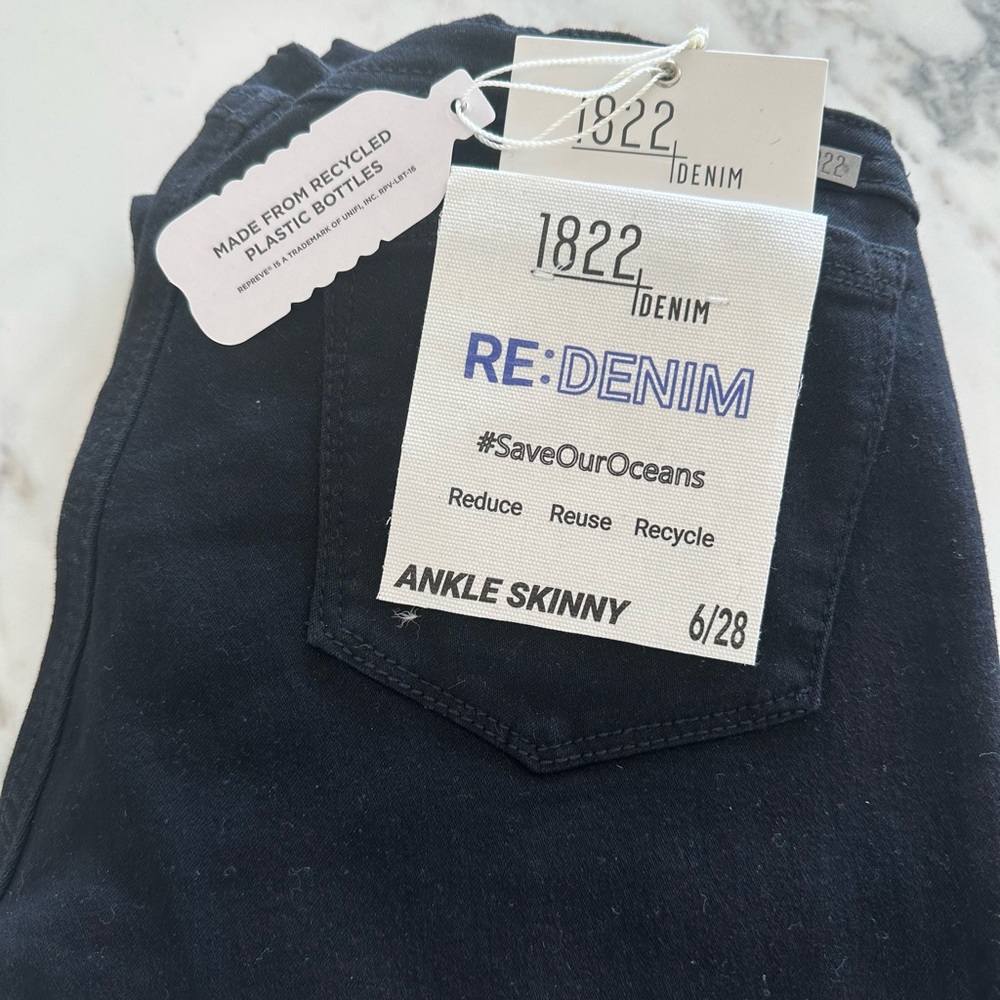 MADE FROM RECYCLED
PLASTIC BOTTLES
REPREVE® IS A TRADEMARK OF UNIFI, INC. RPV-LBT-16
1822
DENIM
22
1822
DENIM
RE:DENIM
#SaveOurOceans
Reduce Reuse Recycle
ANKLE SKINNY 6/28